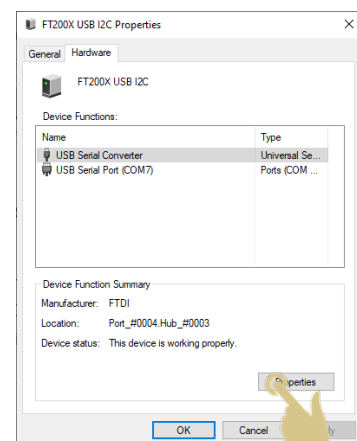 FT200X USB I2C Properties
General Hardware
FT200X USB I2C
Device Functions:
Name Type
USB Serial Converter Universal Se...
USB Serial Port (COM7) Ports (COM ...
Device Function Summary
Manufacturer: FTDI
Location: Port_#0004.Hub_#0003
Device status: This device is working properly.
Properties
OK Cancel